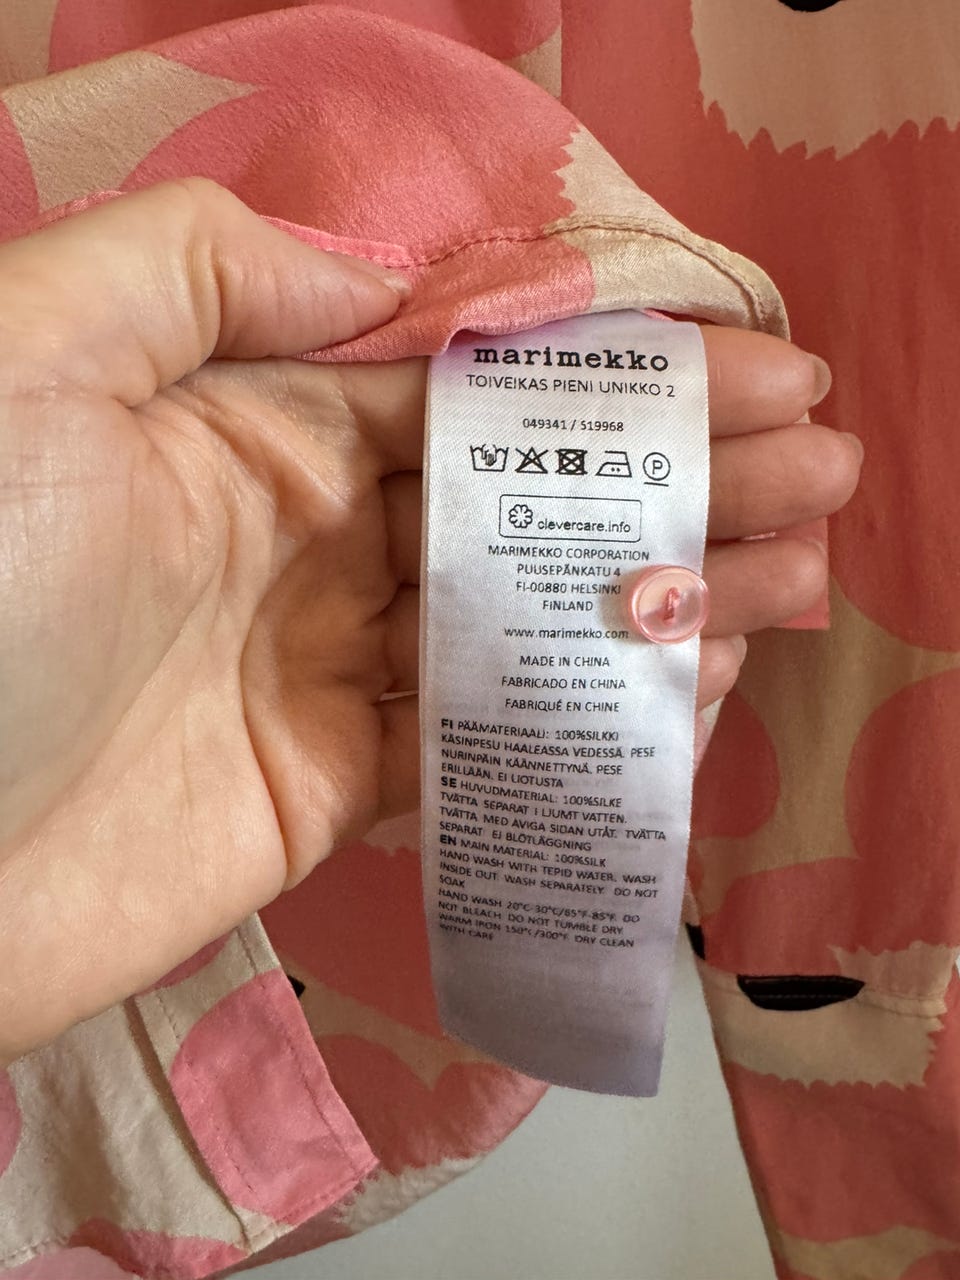 marimekko
TOIVEIKAS PIENI UNIKKO 2
049341 / 519968
P
clevercare.info
MARIMEKKO CORPORATION
PUUSEPÄNKATU 4
FI-00880 HELSINKI
FINLAND
www.marimekko.com
MADE IN CHINA
FABRICADO EN CHINA
FABRIQUÉ EN CHINE
FI PÄÄMATERIAALI: 100%SILKKI
KÄSINPESU HAALEASSA VEDESSÄ. PESE
NURINPÄIN KÄÄNNETTYNÄ. PESE
ERILLÄÄN. EI LIOTUSTA
SE HUVUDMATERIAL: 100%SILKE
TVÄTTA SEPARAT I LJUMT VATTEN.
TVÄTTA MED AVIGA SIDAN UTÅT. TVÄTTA
SEPARAT. EJ BLÖTLÄGGNING
EN MAIN MATERIAL: 100%SILK
HAND WASH WITH TEPID WATER. WASH
INSIDE OUT. WASH SEPARATELY. DO NOT
SOAK
HAND WASH 20°C-30°C/65°F-85°F. DO
NOT BLEACH. DO NOT TUMBLE DRY.
WARM IRON 150°C/300°F. DRY CLEAN
WITH CARE